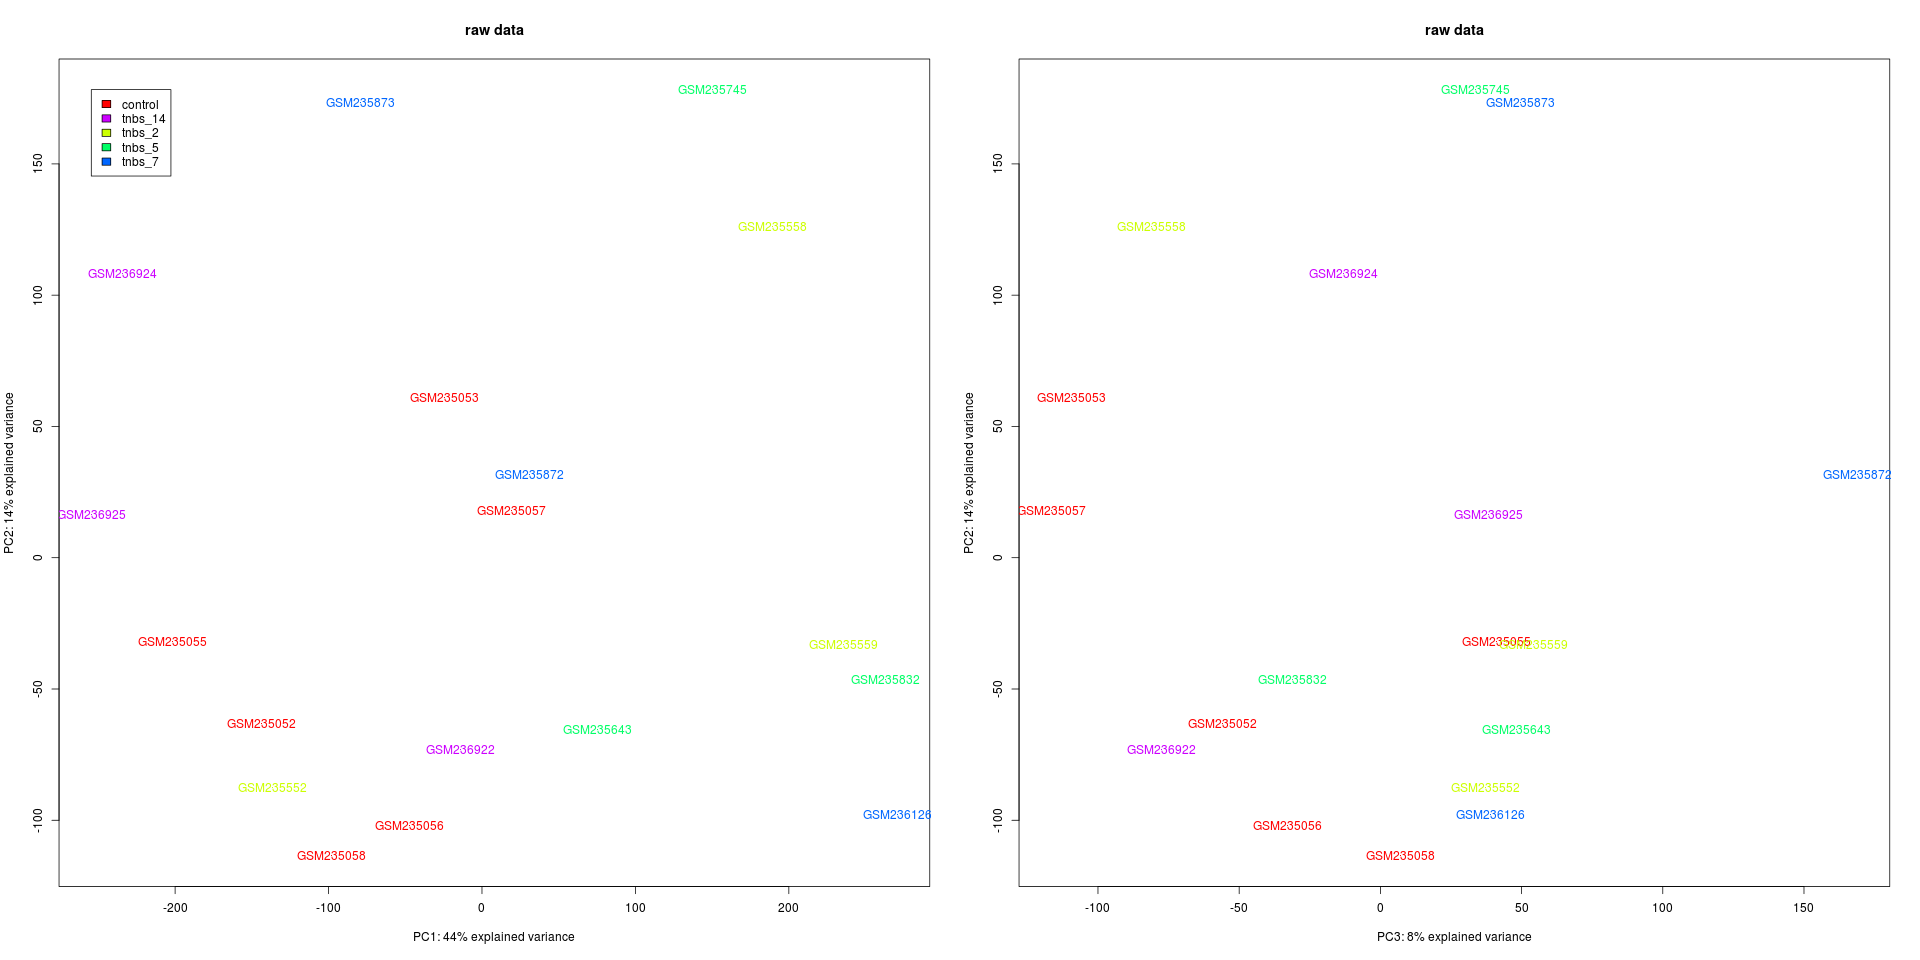 raw data
control
tnbs_14
tnbs_2
tnbs_5
tnbs_7
GSM235745
GSM235873
GSM235558
GSM236924
GSM235053
GSM235872
GSM235057
GSM236925
GSM235055
GSM235559
GSM235832
GSM235052
GSM235643
GSM236922
GSM235552
GSM236126
GSM235056
GSM235058
150
100
50
0
-50
-100
PC2: 14% explained variance
-200 -100 0 100 200
PC1: 44% explained variance
raw data
GSM235745
GSM235873
GSM235558
GSM236924
GSM235053
GSM235872
GSM235057
GSM236925
GSM235055
GSM235559
GSM235832
GSM235052
GSM235643
GSM236922
GSM235552
GSM236126
GSM235056
GSM235058
150
100
50
0
-50
-100
PC2: 14% explained variance
-100 -50 0 50 100 150
PC3: 8% explained variance